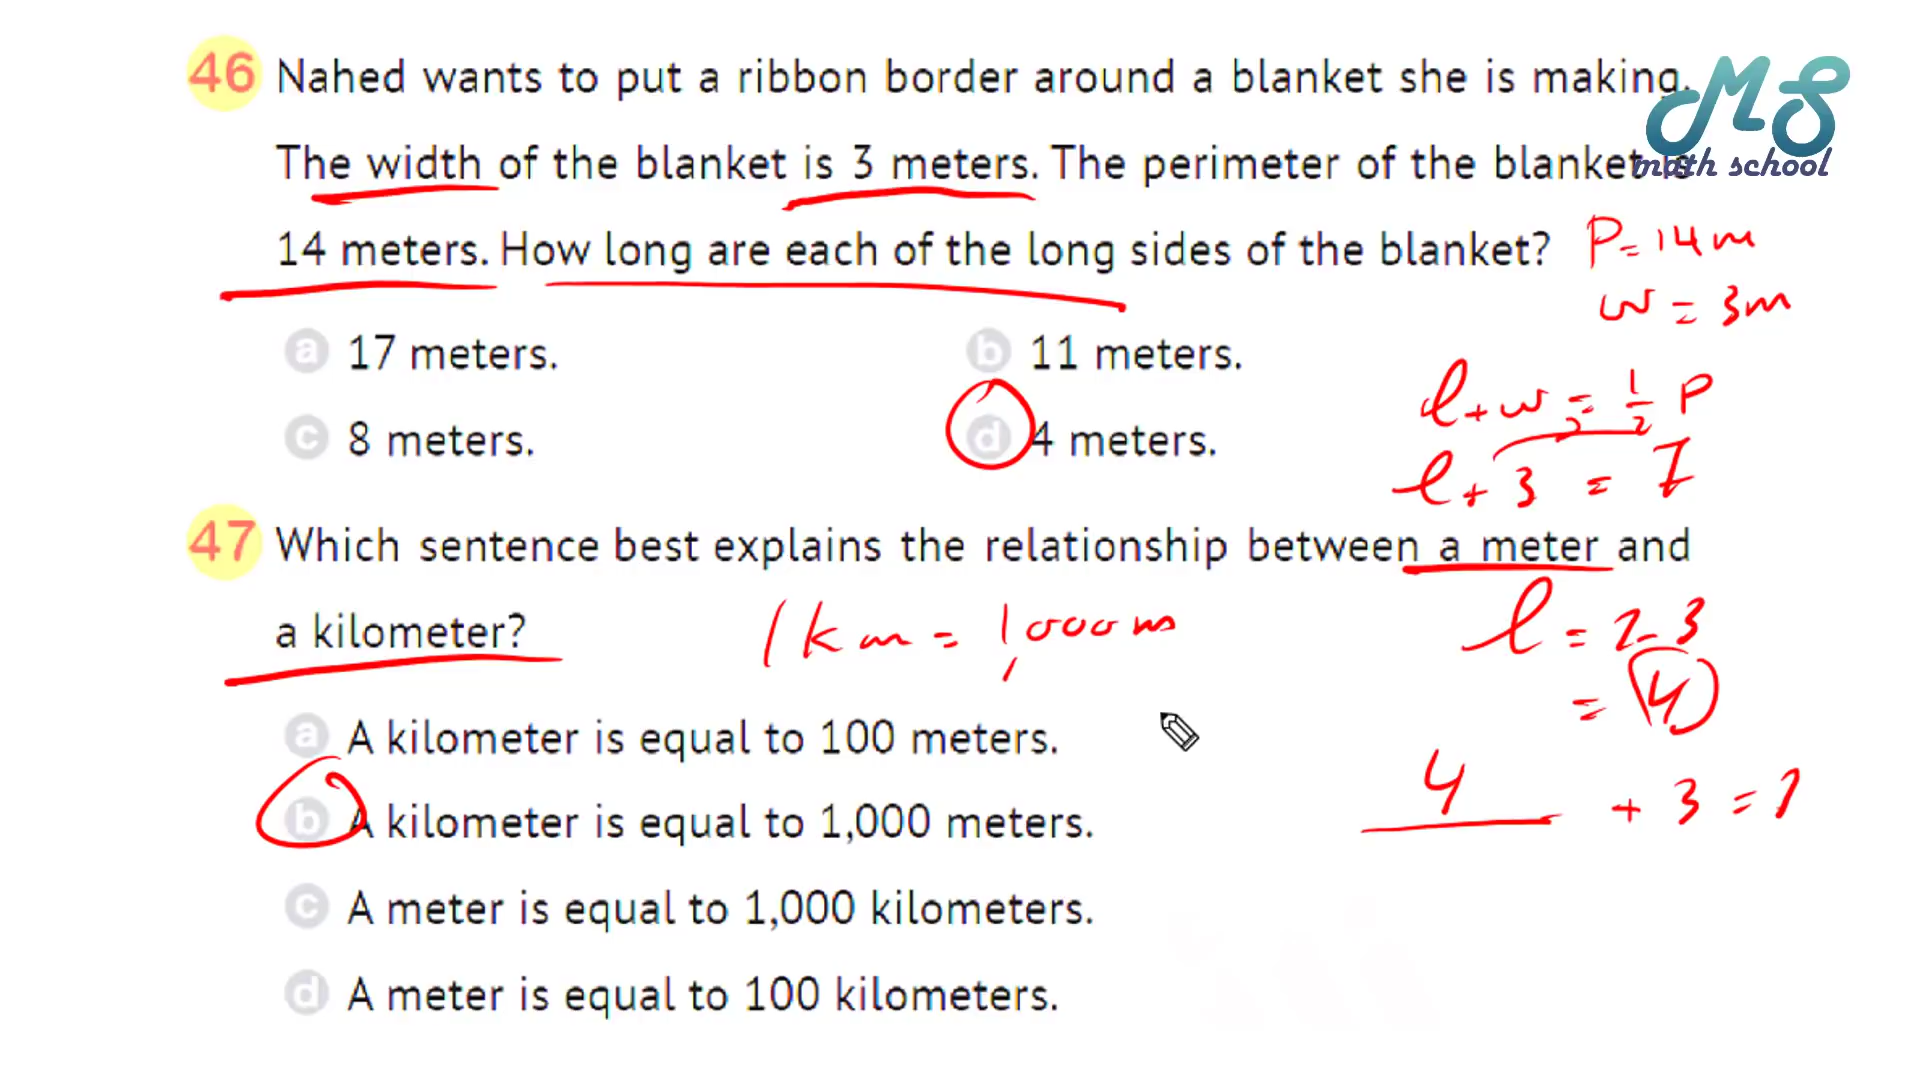 46 Nahed wants to put a ribbon border around a blanket she is making.
The width of the blanket is 3 meters. The perimeter of the blanket is
14 meters. How long are each of the long sides of the blanket?
MS
math school
P = 14 m
w = 3m
a 17 meters.
b 11 meters.
c 8 meters.
d 4 meters.
l + w = 1/2 P
l + 3 = 7
47 Which sentence best explains the relationship between a meter and
a kilometer?
1 km = 1,000 m
l = 7 - 3
= 4
a A kilometer is equal to 100 meters.
b A kilometer is equal to 1,000 meters.
c A meter is equal to 1,000 kilometers.
d A meter is equal to 100 kilometers.
4 + 3 = 7